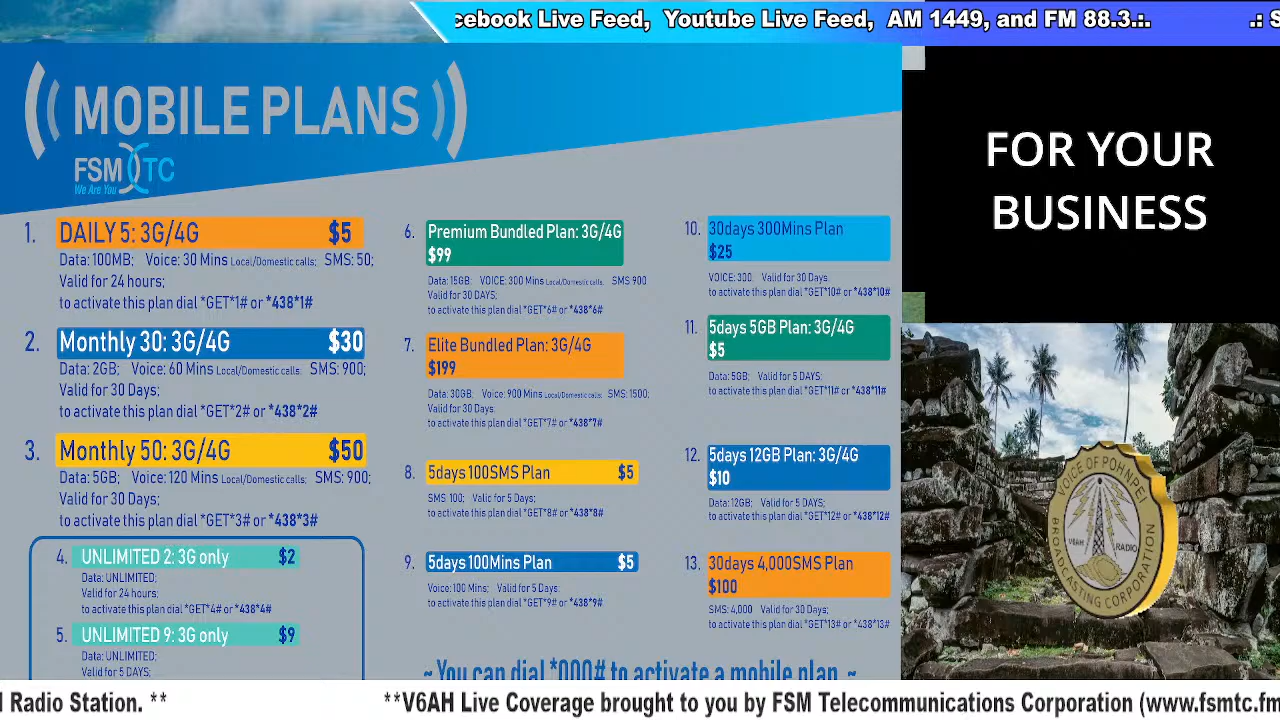 cebook Live Feed, Youtube Live Feed, AM 1449, and FM 88.3.:. .: S
MOBILE PLANS
FSMTC
We Are You
1. DAILY 5: 3G/4G $5
Data: 100MB; Voice: 30 Mins Local/Domestic calls; SMS: 50;
Valid for 24 hours;
to activate this plan dial *GET*1# or *438*1#
2. Monthly 30: 3G/4G $30
Data: 2GB; Voice: 60 Mins Local/Domestic calls. SMS: 900;
Valid for 30 Days;
to activate this plan dial *GET*2# or *438*2#
3. Monthly 50: 3G/4G $50
Data: 5GB; Voice: 120 Mins Local/Domestic calls; SMS: 900;
Valid for 30 Days;
to activate this plan dial *GET*3# or *438*3#
4. UNLIMITED 2: 3G only $2
Data: UNLIMITED;
Valid for 24 hours;
to activate this plan dial *GET*4# or *438*4#
5. UNLIMITED 9: 3G only $9
Data: UNLIMITED;
Valid for 5 DAYS;
6. Premium Bundled Plan: 3G/4G
$99
Data: 15GB; VOICE: 300 Mins Local/Domestic calls; SMS 900
Valid for 30 DAYS;
to activate this plan dial *GET*6# or *438*6#
7. Elite Bundled Plan: 3G/4G
$199
Data: 30GB; Voice: 900 Mins Local/Domestic calls; SMS: 1500;
Valid for 30 Days:
to activate this plan dial *GET*7# or *438*7#
8. 5days 100SMS Plan $5
SMS 100; Valid for 5 Days;
to activate this plan dial *GET*8# or *438*8#
9. 5days 100Mins Plan $5
Voice: 100 Mins; Valid for 5 Days;
to activate this plan dial *GET*9# or *438*9#
10. 30days 300Mins Plan
$25
VOICE: 300 Valid for 30 Days;
to activate this plan dial *GET*10# or *438*10#
11. 5days 5GB Plan: 3G/4G
$5
Data: 5GB; Valid for 5 DAYS;
to activate this plan dial *GET*11# or *438*11#
12. 5days 12GB Plan: 3G/4G
$10
Data: 12GB; Valid for 5 DAYS;
to activate this plan dial *GET*12# or *438*12#
13. 30days 4,000SMS Plan
$100
SMS: 4,000 Valid for 30 Days;
to activate this plan dial *GET*13# or *438*13#
~ You can dial *000# to activate a mobile plan ~
FOR YOUR
BUSINESS
VOICE OF POHNPEI
V6AH RADIO
BROADCASTING CORPORATION
l Radio Station. ** **V6AH Live Coverage brought to you by FSM Telecommunications Corporation (www.fsmtc.fm